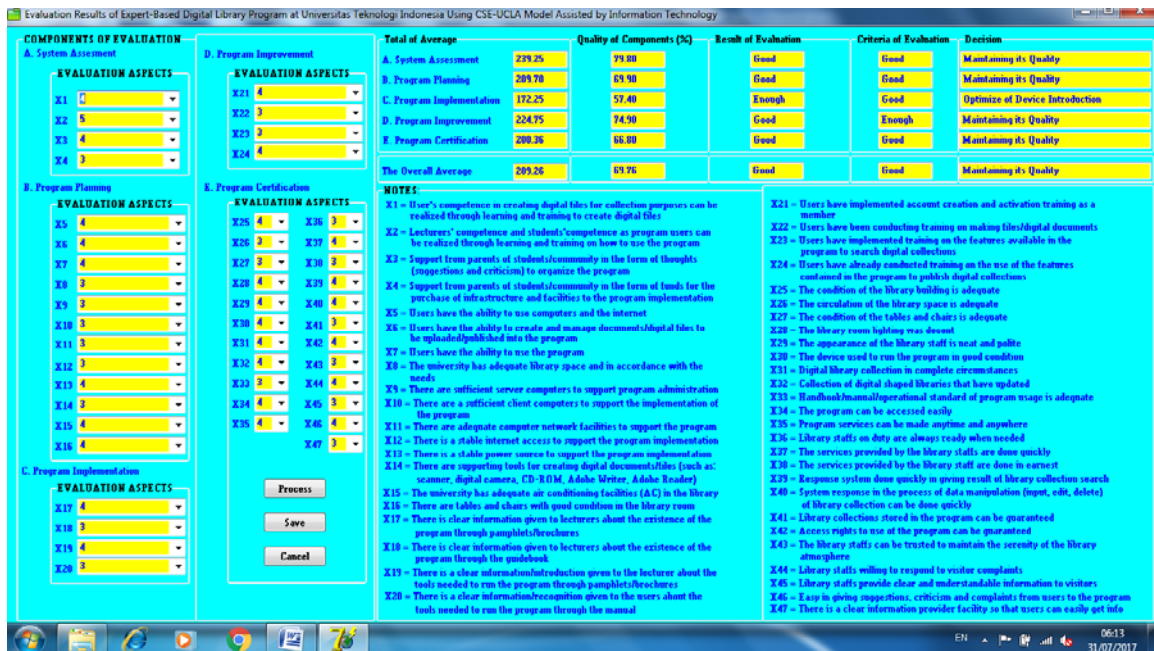 Evaluation Results of Expert-Based Digital Library Program at Universitas Teknologi Indonesia Using CSE-UCLA Model Assisted by Information Technology
COMPONENTS OF EVALUATION
A. System Assesment
EVALUATION ASPECTS
X1 4
X2 5
X3 4
X4 3
B. Program Planning
EVALUATION ASPECTS
X5 4
X6 4
X7 4
X8 3
X9 3
X10 3
X11 3
X12 3
X13 4
X14 3
X15 4
X16 4
C. Program Implementation
EVALUATION ASPECTS
X17 4
X18 3
X19 4
X20 3
D. Program Improvement
EVALUATION ASPECTS
X21 4
X22 3
X23 3
X24 4
E. Program Certification
EVALUATION ASPECTS
X25 4 X36 3
X26 3 X37 4
X27 3 X38 3
X28 4 X39 4
X29 4 X40 4
X30 4 X41 3
X31 4 X42 4
X32 4 X43 3
X33 3 X44 4
X34 4 X45 3
X35 4 X46 4
X47 3
Process
Save
Cancel
Total of Average Quality of Components (%) Result of Evaluation Criteria of Evaluation Decision
A. System Assessment 239.25 79.80 Good Good Maintaining its Quality
B. Program Planning 209.70 69.90 Good Good Maintaining its Quality
C. Program Implementation 172.25 57.40 Enough Good Optimize of Device Introduction
D. Program Improvement 224.75 74.90 Good Enough Maintaining its Quality
E. Program Certification 200.36 66.80 Good Good Maintaining its Quality
The Overall Average 209.26 69.76 Good Good Maintaining its Quality
NOTES
X1 = User's competence in creating digital files for collection purposes can
be realized through learning and training to create digital files
X2 = Lecturers' competence and students'competence as program users can
be realized through learning and training on how to use the program
X3 = Support from parents of students/community in the form of thoughts
(suggestions and criticism) to organize the program
X4 = Support from parents of students/community in the form of funds for the
purchase of infrastructure and facilities to the program implementation
X5 = Users have the ability to use computers and the internet
X6 = Users have the ability to create and manage documents/digital files to
be uploaded/published into the program
X7 = Users have the ability to use the program
X8 = The university has adequate library space and in accordance with the
needs
X9 = There are sufficient server computers to support program administration
X10 = There are a sufficient client computers to support the implementation of
the program
X11 = There are adequate computer network facilities to support the program
X12 = There is a stable internet access to support the program implementation
X13 = There is a stable power source to support the program implementation
X14 = There are supporting tools for creating digital documents/files (such as:
scanner, digital camera, CD-ROM, Adobe Writer, Adobe Reader)
X15 = The university has adequate air conditioning facilities (AC) in the library
X16 = There are tables and chairs with good condition in the library room
X17 = There is clear information given to lecturers about the existence of the
program through pamphlets/brochures
X18 = There is clear information given to lecturers about the existence of the
program through the guidebook
X19 = There is a clear information/introduction given to the lecturer about the
tools needed to run the program through pamphlets/brochures
X20 = There is a clear information/recognition given to the users about the
tools needed to run the program through the manual
X21 = Users have implemented account creation and activation training as a
member
X22 = Users have been conducting training on making files/digital documents
X23 = Users have implemented training on the features available in the
program to search digital collections
X24 = Users have already conducted training on the use of the features
contained in the program to publish digital collections
X25 = The condition of the library building is adequate
X26 = The circulation of the library space is adequate
X27 = The condition of the tables and chairs is adequate
X28 = The library room lighting was decent
X29 = The appearance of the library staff is neat and polite
X30 = The device used to run the program in good condition
X31 = Digital library collection in complete circumstances
X32 = Collection of digital shaped libraries that have updated
X33 = Handbook/manual/operational standard of program usage is adequate
X34 = The program can be accessed easily
X35 = Program services can be made anytime and anywhere
X36 = Library staffs on duty are always ready when needed
X37 = The services provided by the library staffs are done quickly
X38 = The services provided by the library staff are done in earnest
X39 = Response system done quickly in giving result of library collection search
X40 = System response in the process of data manipulation (input, edit, delete)
of library collection can be done quickly
X41 = Library collections stored in the program can be guaranteed
X42 = Access rights to use of the program can be guaranteed
X43 = The library staffs can be trusted to maintain the serenity of the library
atmosphere
X44 = Library staffs willing to respond to visitor complaints
X45 = Library staffs provide clear and understandable information to visitors
X46 = Easy in giving suggestions, criticism and complaints from users to the program
X47 = There is a clear information provider facility so that users can easily get info
EN 06:13
31/07/2017